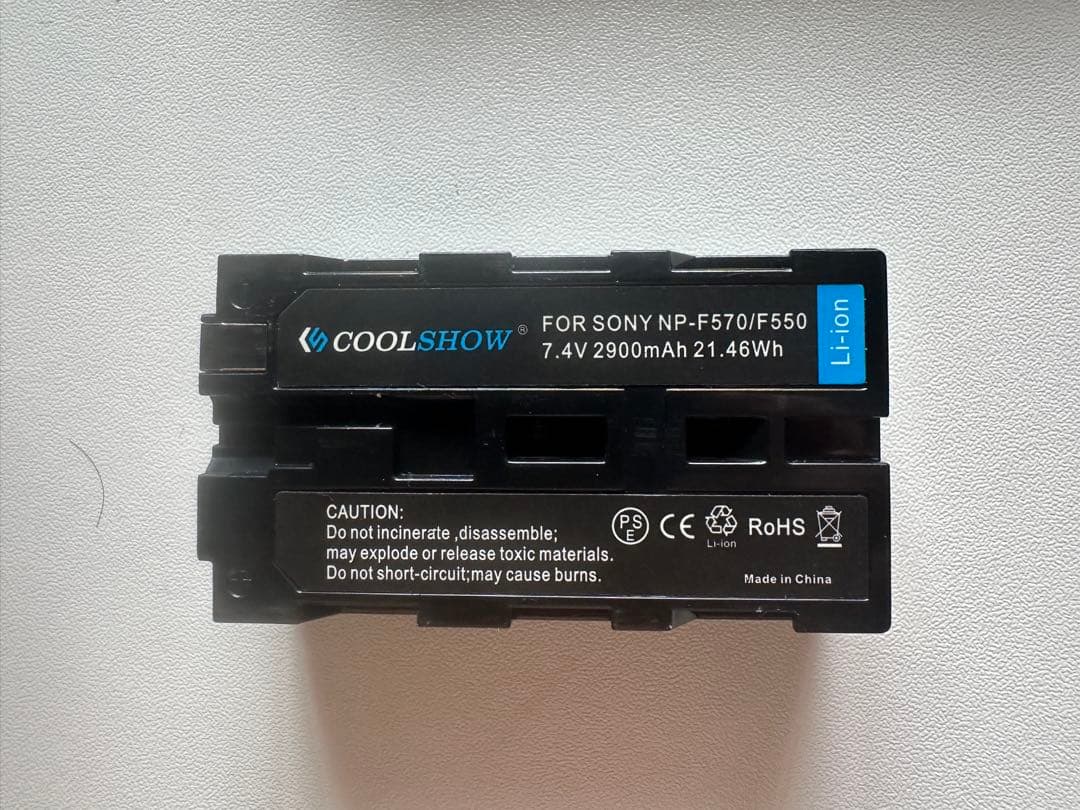 COOLSHOW®
FOR SONY NP-F570/F550
7.4V 2900mAh 21.46Wh
Li-ion
CAUTION:
Do not incinerate ,disassemble;
may explode or release toxic materials.
Do not short-circuit;may cause burns.
PS
E
CE
Li-ion
RoHS
Made in China